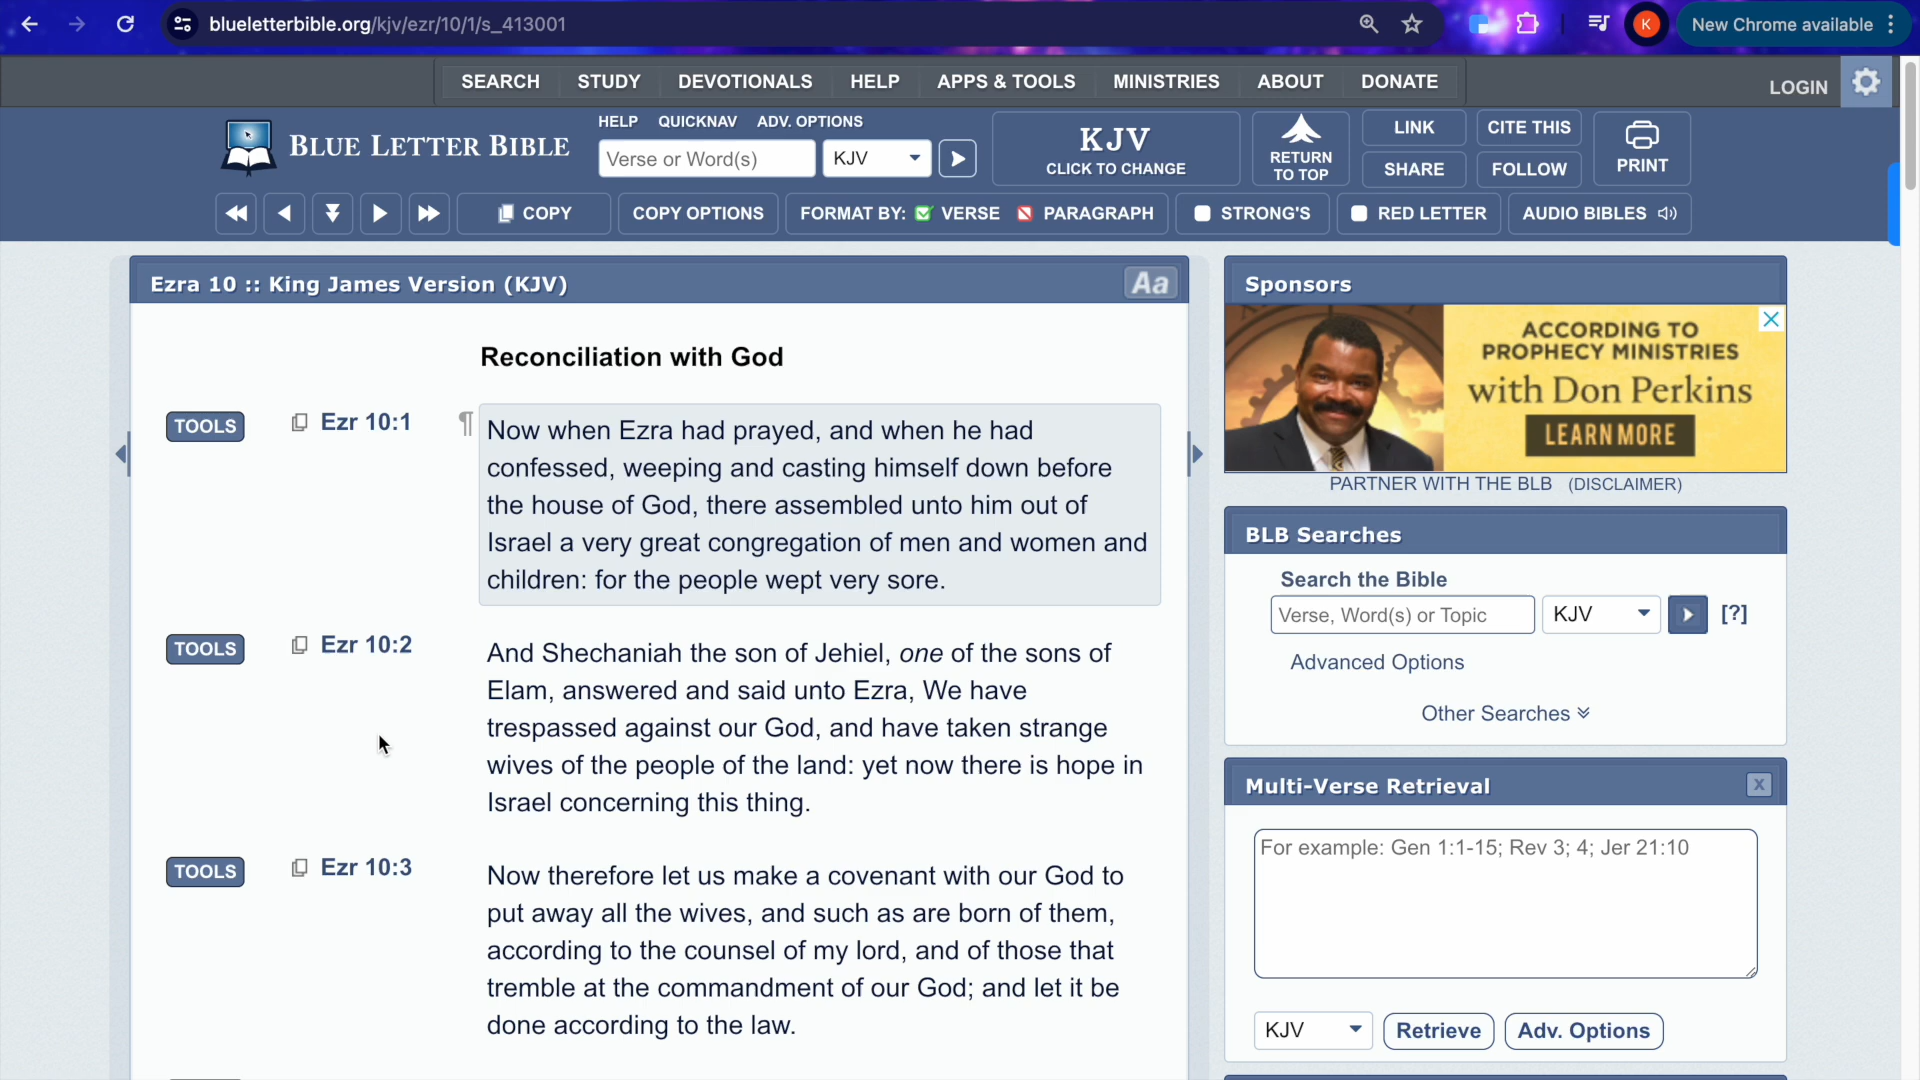 blueletterbible.org/kjv/ezr/10/1/s_413001
K
New Chrome available
SEARCH STUDY DEVOTIONALS HELP APPS & TOOLS MINISTRIES ABOUT DONATE
LOGIN
BLUE LETTER BIBLE
HELP QUICKNAV ADV. OPTIONS
Verse or Word(s)
KJV
KJV
CLICK TO CHANGE
RETURN
TO TOP
LINK
CITE THIS
SHARE
FOLLOW
PRINT
COPY
COPY OPTIONS
FORMAT BY: VERSE PARAGRAPH
STRONG'S
RED LETTER
AUDIO BIBLES
Ezra 10 :: King James Version (KJV)
Aa
Reconciliation with God
TOOLS
Ezr 10:1
¶
Now when Ezra had prayed, and when he had
confessed, weeping and casting himself down before
the house of God, there assembled unto him out of
Israel a very great congregation of men and women and
children: for the people wept very sore.
TOOLS
Ezr 10:2
And Shechaniah the son of Jehiel, one of the sons of
Elam, answered and said unto Ezra, We have
trespassed against our God, and have taken strange
wives of the people of the land: yet now there is hope in
Israel concerning this thing.
TOOLS
Ezr 10:3
Now therefore let us make a covenant with our God to
put away all the wives, and such as are born of them,
according to the counsel of my lord, and of those that
tremble at the commandment of our God; and let it be
done according to the law.
Sponsors
ACCORDING TO
PROPHECY MINISTRIES
with Don Perkins
LEARN MORE
PARTNER WITH THE BLB (DISCLAIMER)
BLB Searches
Search the Bible
Verse, Word(s) or Topic
KJV
[?]
Advanced Options
Other Searches
Multi-Verse Retrieval
x
For example: Gen 1:1-15; Rev 3; 4; Jer 21:10
KJV
Retrieve
Adv. Options